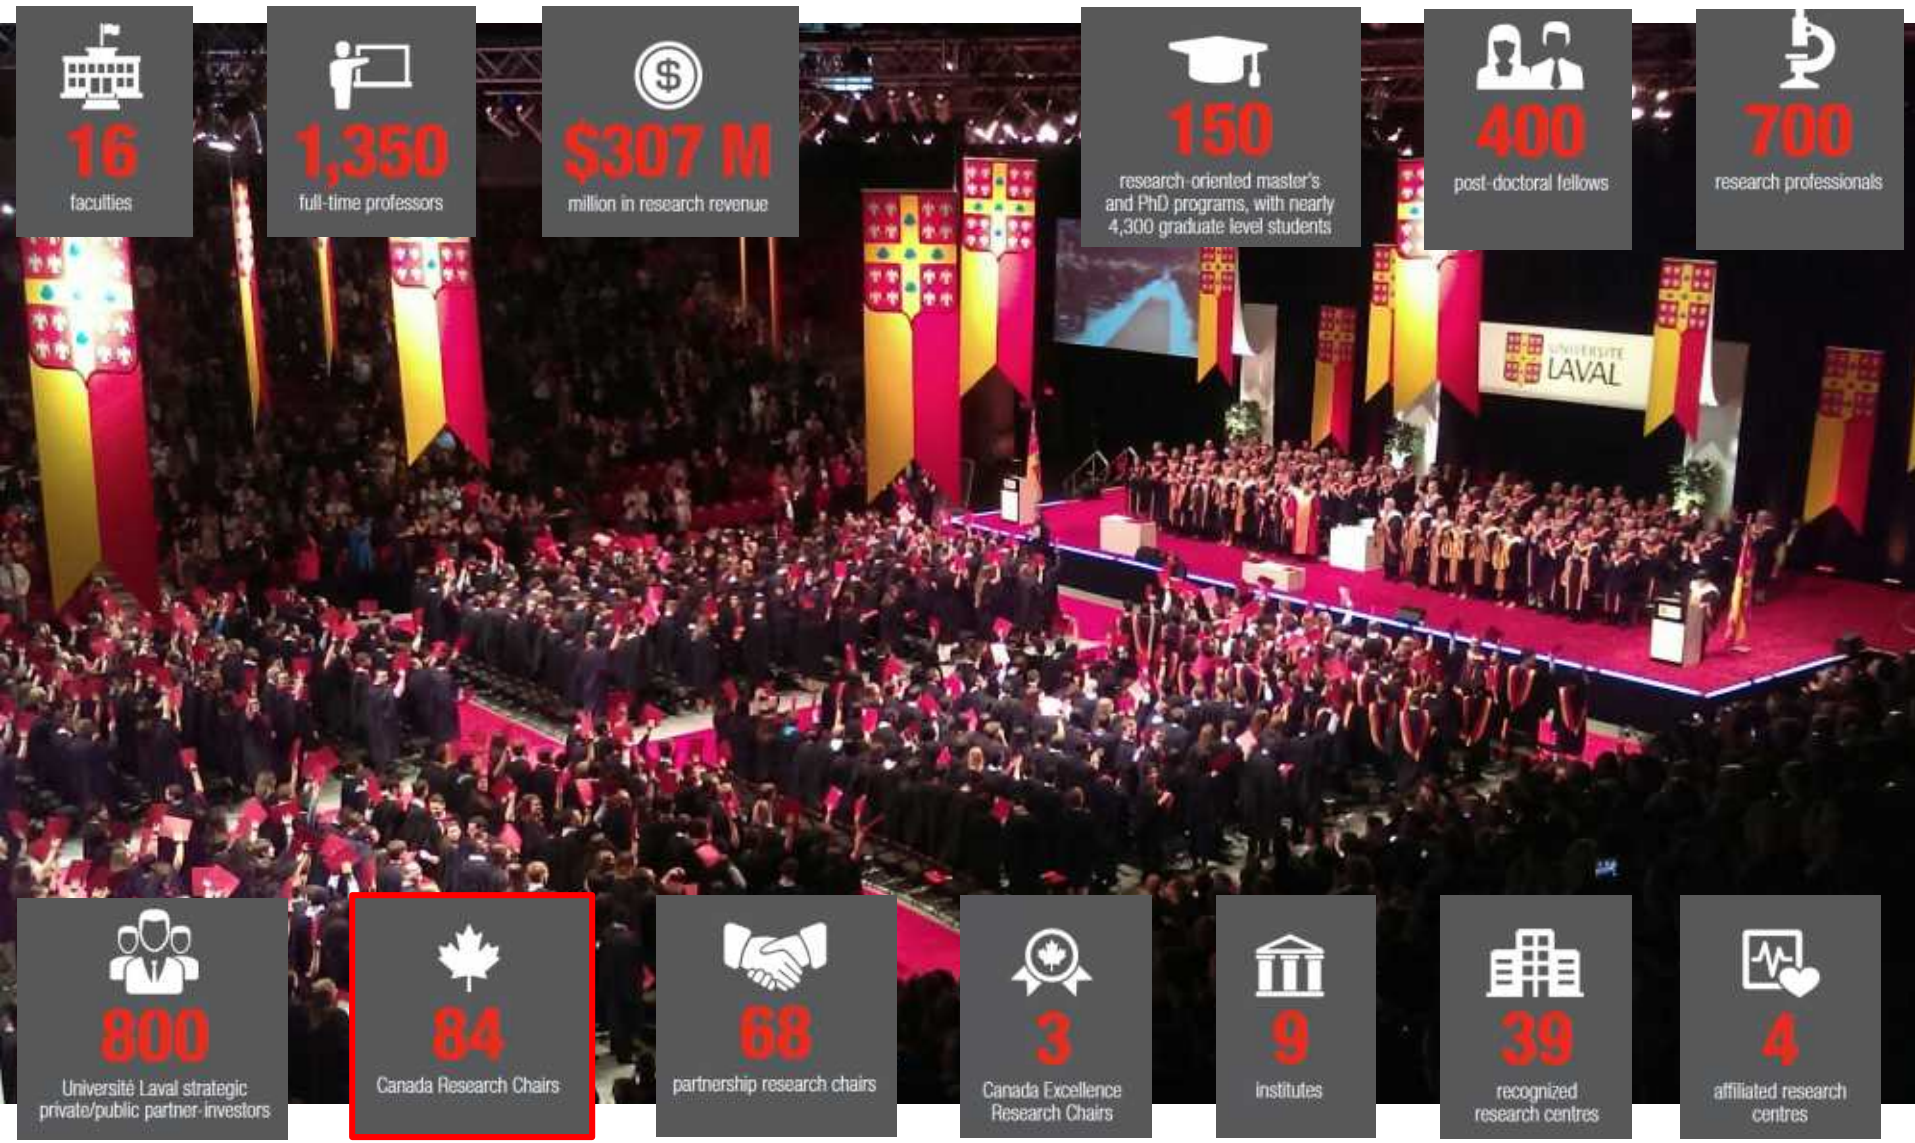 16
faculties
1,350
full-time professors
$
$307 M
million in research revenue
150
research-oriented master's
and PhD programs, with nearly
4,300 graduate level students
400
post-doctoral fellows
700
research professionals
UNIVERSITÉ
LAVAL
800
Université Laval strategic
private/public partner-investors
84
Canada Research Chairs
68
partnership research chairs
3
Canada Excellence
Research Chairs
9
institutes
39
recognized
research centres
4
affiliated research
centres